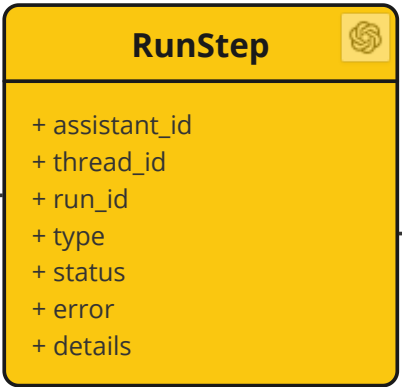 RunStep
+ assistant_id
+ thread_id
+ run_id
+ type
+ status
+ error
+ details